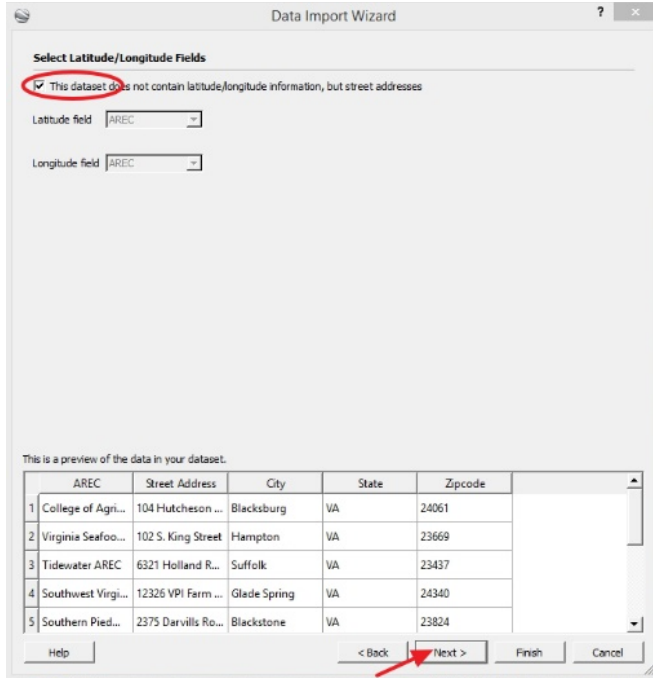 Data Import Wizard ?
Select Latitude/Longitude Fields
This dataset does not contain latitude/longitude information, but street addresses
Latitude field AREC
Longitude field AREC
This is a preview of the data in your dataset.
AREC Street Address City State Zipcode
1 College of Agri... 104 Hutcheson ... Blacksburg VA 24061
2 Virginia Seafoo... 102 S. King Street Hampton VA 23669
3 Tidewater AREC 6321 Holland R... Suffolk VA 23437
4 Southwest Virgi... 12326 VPI Farm ... Glade Spring VA 24340
5 Southern Pied... 2375 Darvills Ro... Blackstone VA 23824
Help < Back Next > Finish Cancel